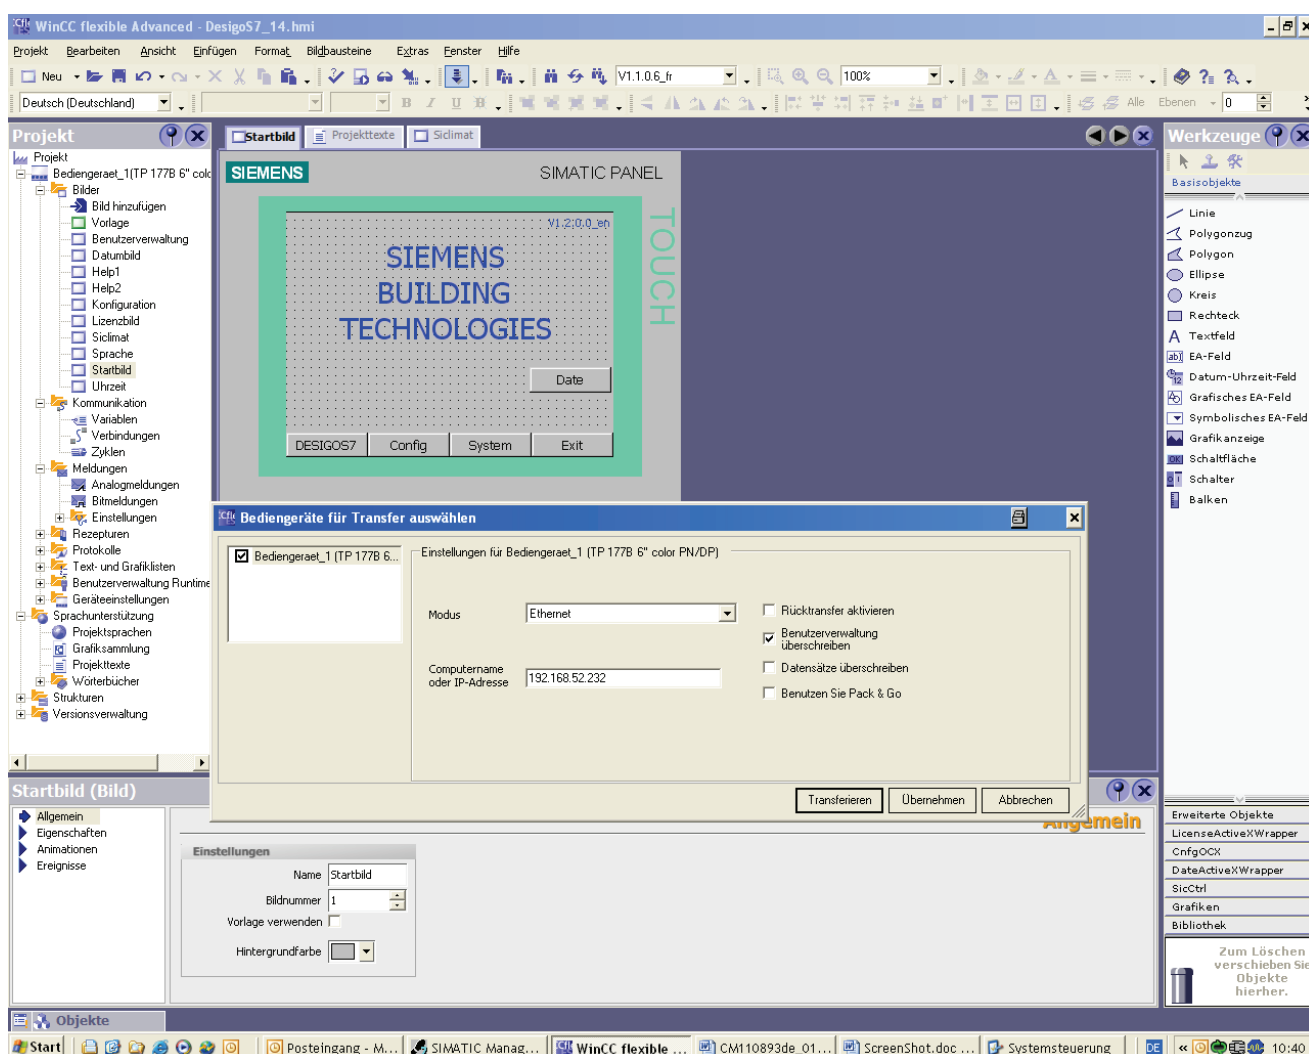 WinCC flexible Advanced - DesigoS7_14.hmi
Projekt Bearbeiten Ansicht Einfügen Format Bildbausteine Extras Fenster Hilfe
Neu V1.1.0.6_fr 100%
Deutsch (Deutschland) B I U Alle Ebenen 0
Projekt
Projekt
Bediengeraet_1(TP 177B 6" colo
Bilder
Bild hinzufügen
Vorlage
Benutzerverwaltung
Datumbild
Help1
Help2
Konfiguration
Lizenzbild
Siclimat
Sprache
Startbild
Uhrzeit
Kommunikation
Variablen
Verbindungen
Zyklen
Meldungen
Analogmeldungen
Bitmeldungen
Einstellungen
Rezepturen
Protokolle
Text- und Grafiklisten
Benutzerverwaltung Runtime
Geräteeinstellungen
Sprachunterstützung
Projektsprachen
Grafiksammlung
Projekttexte
Wörterbücher
Strukturen
Versionsverwaltung
Startbild Projekttexte Siclimat
SIEMENS SIMATIC PANEL
TOUCH
V1.2.0.0_en
SIEMENS
BUILDING
TECHNOLOGIES
Date
DESIGOS7 Config System Exit
Werkzeuge
Basisobjekte
Linie
Polygonzug
Polygon
Ellipse
Kreis
Rechteck
Textfeld
EA-Feld
Datum-Uhrzeit-Feld
Grafisches EA-Feld
Symbolisches EA-Feld
Grafikanzeige
Schaltfläche
Schalter
Balken
Bediengeräte für Transfer auswählen
Bediengeraet_1 (TP 177B 6...
Einstellungen für Bediengeraet_1 (TP 177B 6" color PN/DP)
Modus Ethernet
Computername
oder IP-Adresse 192.168.52.232
Rücktransfer aktivieren
Benutzerverwaltung
überschreiben
Datensätze überschreiben
Benutzen Sie Pack & Go
Transferieren Übernehmen Abbrechen
Startbild (Bild)
Allgemein
Eigenschaften
Animationen
Ereignisse
Allgemein
Einstellungen
Name Startbild
Bildnummer 1
Vorlage verwenden
Hintergrundfarbe
Erweiterte Objekte
LicenseActiveXWrapper
CnfgOCX
DateActiveXWrapper
SicCtrl
Grafiken
Bibliothek
Zum Löschen
verschieben Sie
Objekte
hierher.
Objekte
Start Posteingang - M... SIMATIC Manag... WinCC flexible ... CM110893de_01... ScreenShot.doc ... Systemsteuerung DE « 10:40